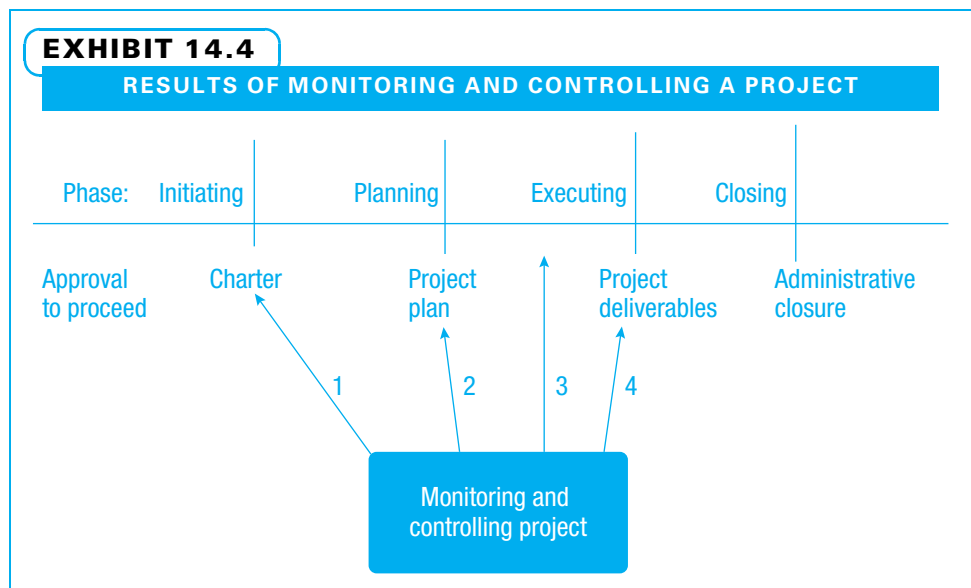 EXHIBIT 14.4
RESULTS OF MONITORING AND CONTROLLING A PROJECT
Phase: Initiating Planning Executing Closing
Approval to proceed
Charter
Project plan
Project deliverables
Administrative closure
1 2 3 4
Monitoring and
controlling project